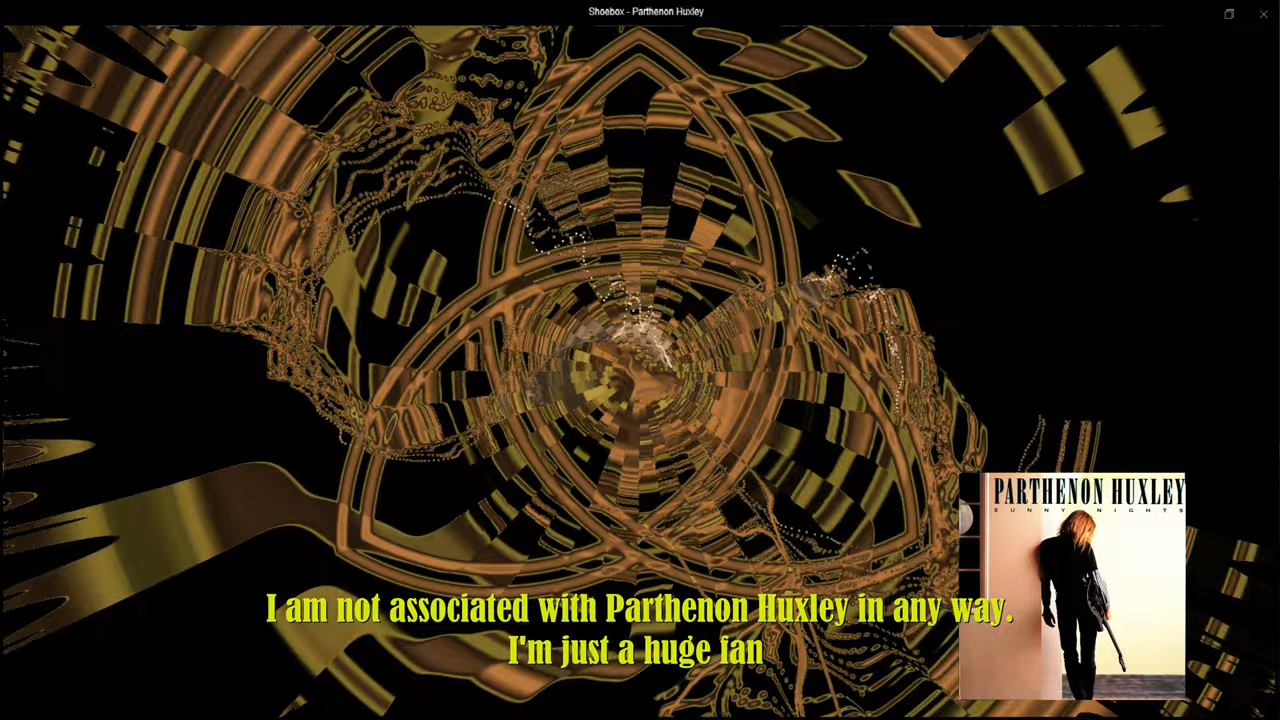 Shoebox - Parthenon Huxley
PARTHENON HUXLEY
SUNNY NIGHTS
I am not associated with Parthenon Huxley in any way.
I'm just a huge fan